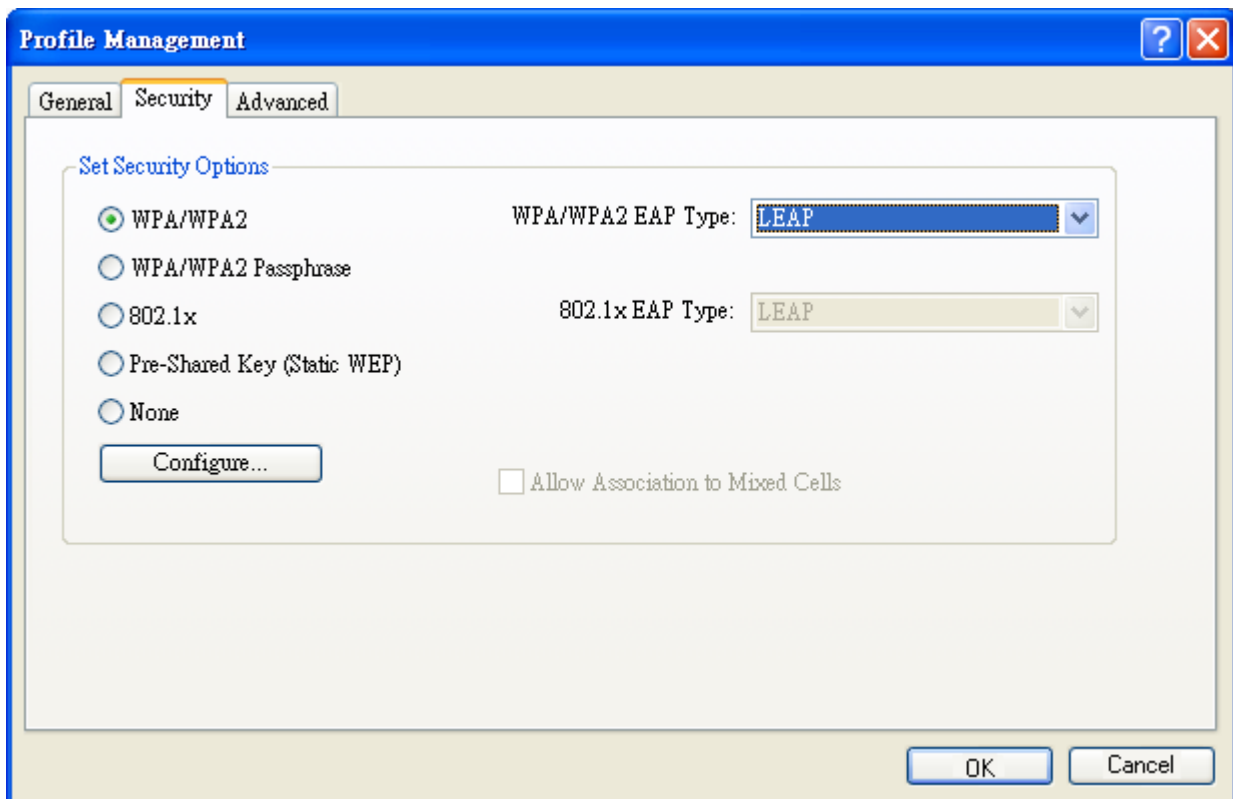 Profile Management
General Security Advanced
Set Security Options
WPA/WPA2 WPA/WPA2 EAP Type: LEAP
WPA/WPA2 Passphrase
802.1x 802.1x EAP Type: LEAP
Pre-Shared Key (Static WEP)
None
Configure...
Allow Association to Mixed Cells
OK Cancel